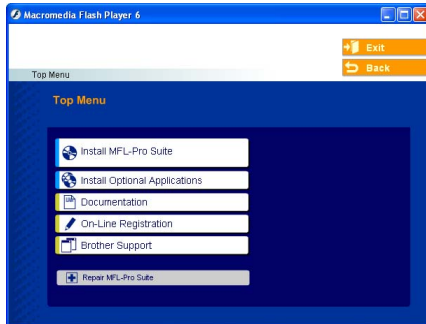 Macromedia Flash Player 6
Exit
Back
Top Menu
Top Menu
Install MFL-Pro Suite
Install Optional Applications
Documentation
On-Line Registration
Brother Support
Repair MFL-Pro Suite